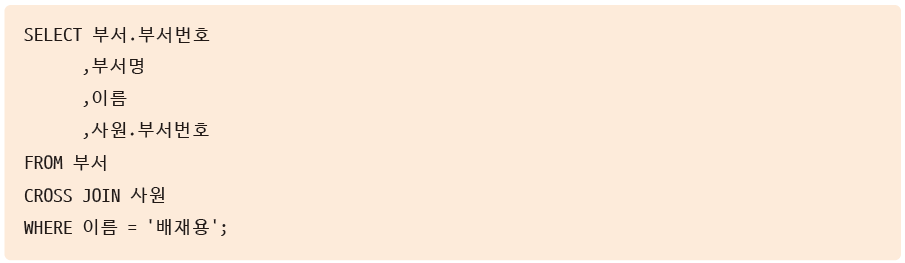 SELECT 부서.부서번호
,부서명
,이름
,사원.부서번호
FROM 부서
CROSS JOIN 사원
WHERE 이름 = '배재용';